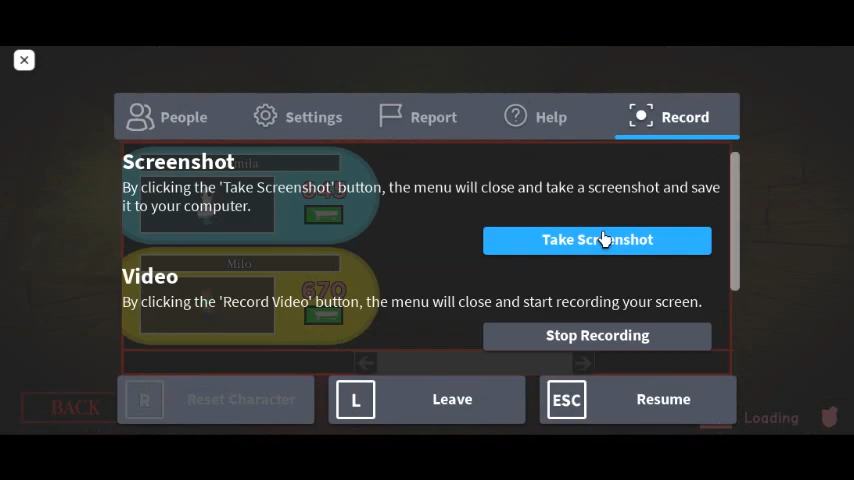 People
Settings
Report
Help
Record
Screenshot
By clicking the 'Take Screenshot' button, the menu will close and take a screenshot and save
it to your computer.
Take Screenshot
Milo
Video
670
By clicking the 'Record Video' button, the menu will close and start recording your screen.
Stop Recording
R
Reset Character
L
Leave
ESC
Resume
BACK
Loading